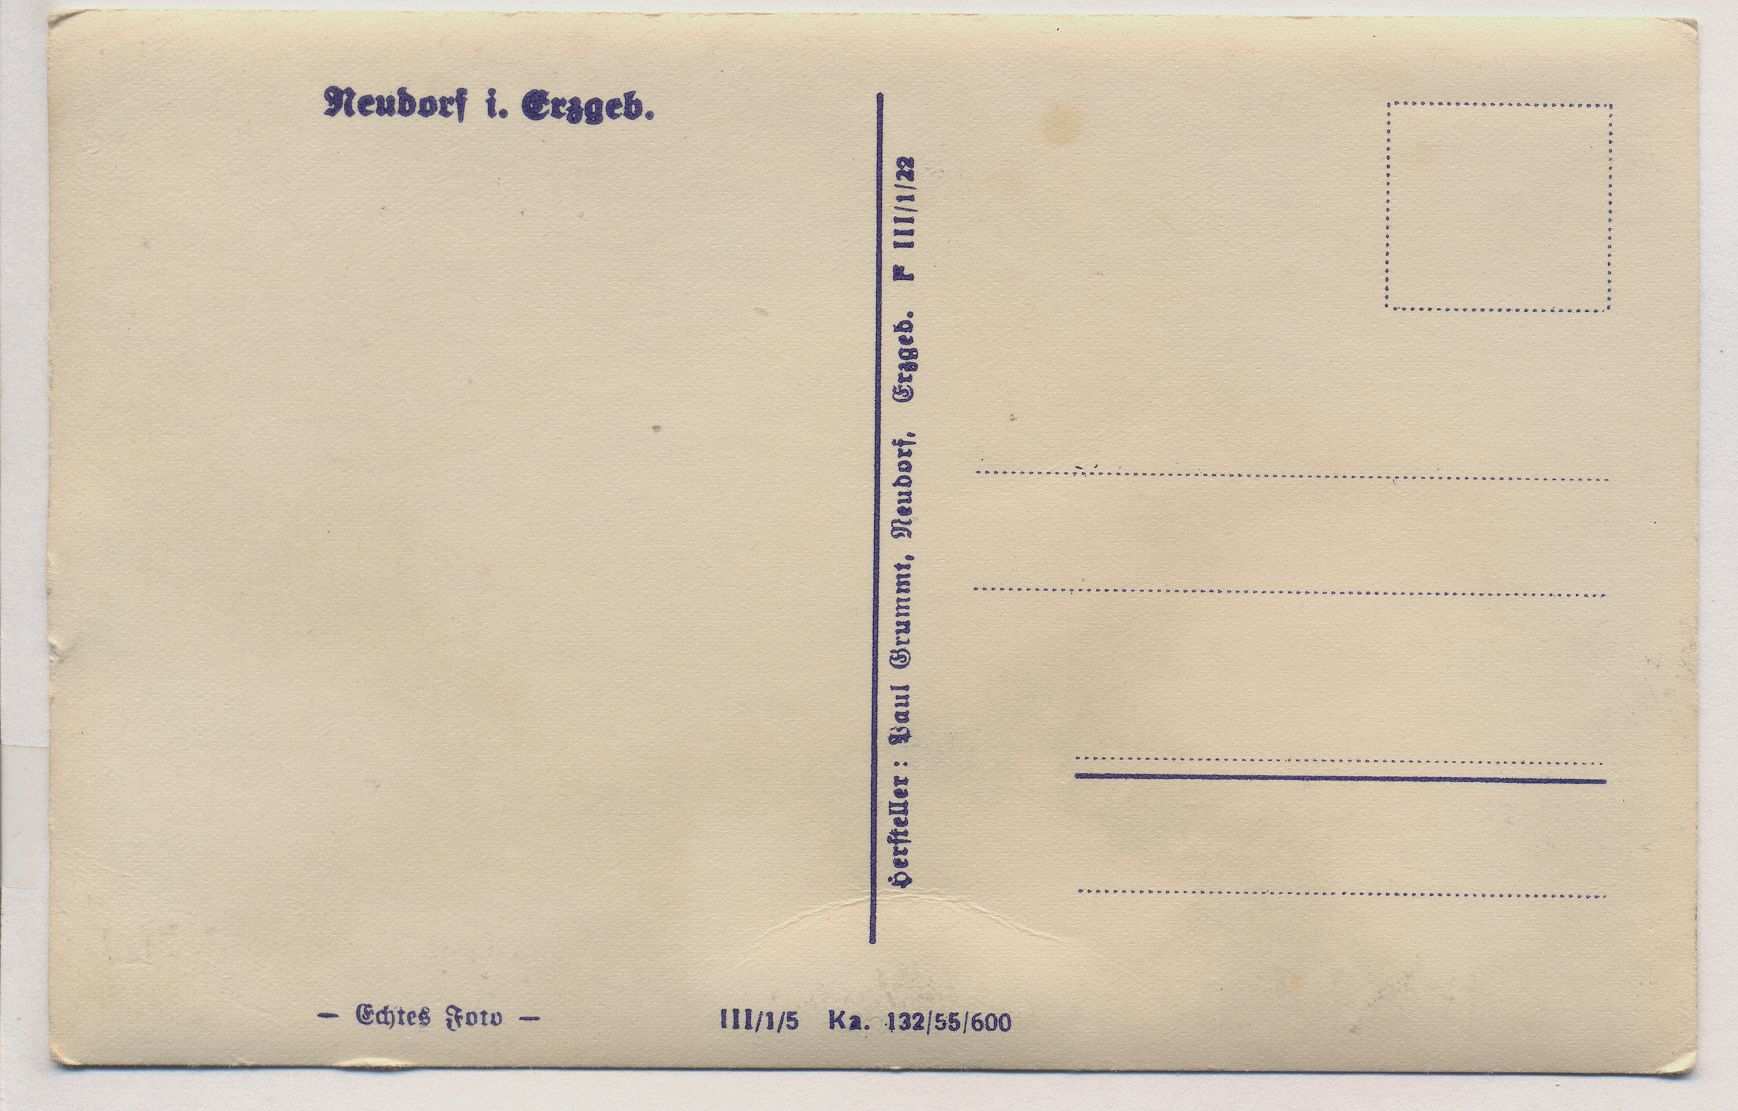 Neudorf i. Erzgeb.
Hersteller: Paul Grummt, Neudorf, Erzgeb. F III/1/22
— Echtes Foto —
III/1/5 Ka. 132/55/600